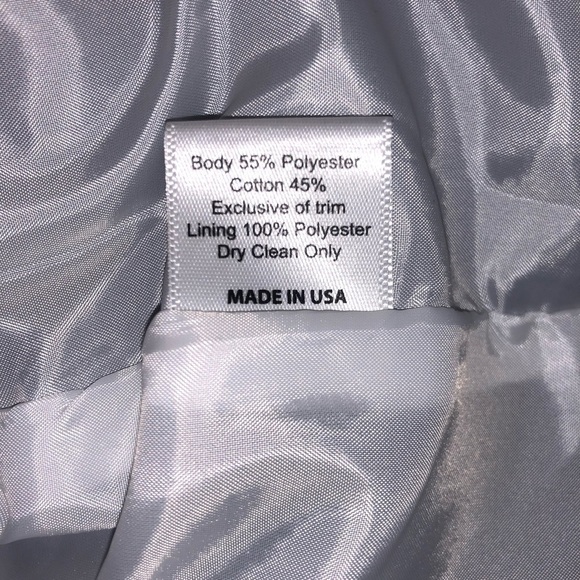 Body 55% Polyester
Cotton 45%
Exclusive of trim
Lining 100% Polyester
Dry Clean Only
MADE IN USA